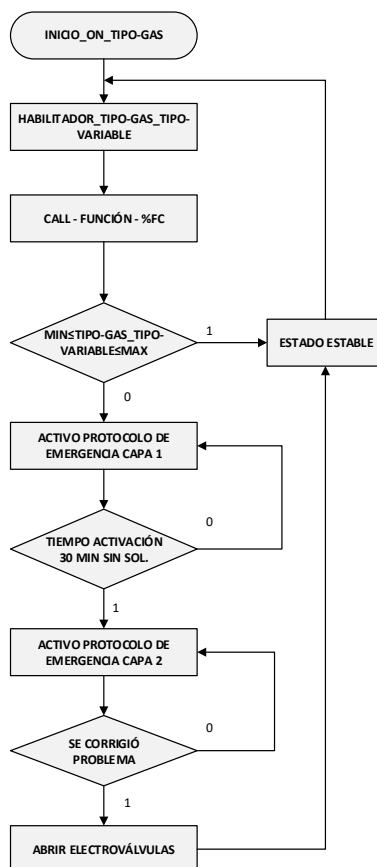 INICIO_ON_TIPO-GAS
HABILITADOR_TIPO-GAS_TIPO-
VARIABLE
CALL - FUNCIÓN - %FC
MIN≤TIPO-GAS_TIPO-
VARIABLE≤MAX
1
ESTADO ESTABLE
0
ACTIVO PROTOCOLO DE
EMERGENCIA CAPA 1
TIEMPO ACTIVACIÓN
30 MIN SIN SOL.
0
1
ACTIVO PROTOCOLO DE
EMERGENCIA CAPA 2
SE CORRIGIÓ
PROBLEMA
0
1
ABRIR ELECTROVÁLVULAS